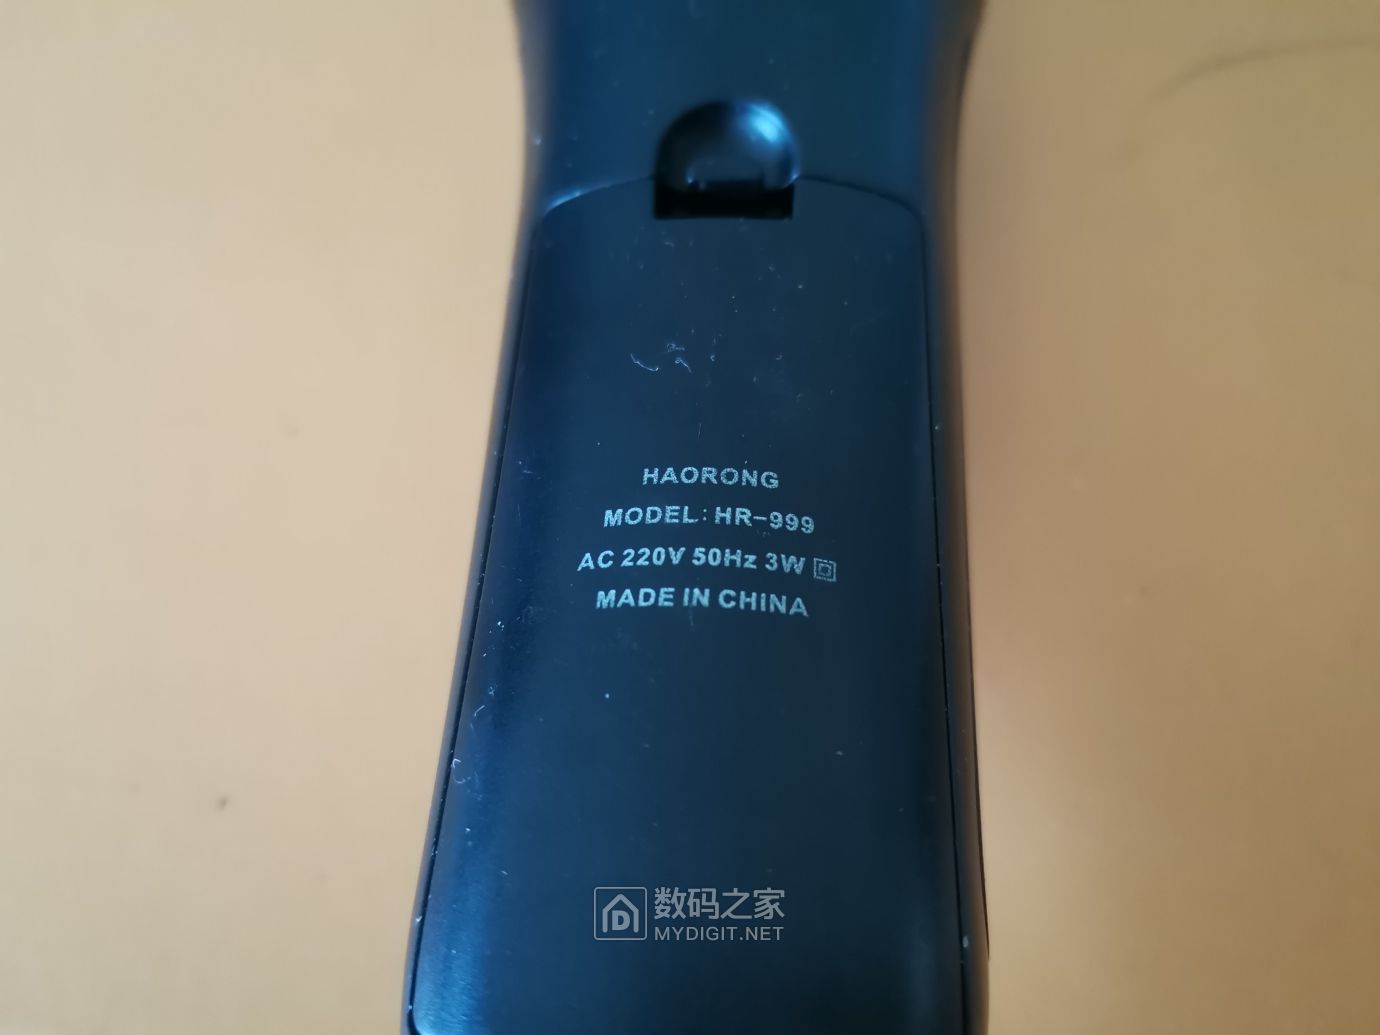 HAORONG
MODEL: HR-999
AC 220V 50Hz 3W
MADE IN CHINA
数码之家
MYDIGIT.NET